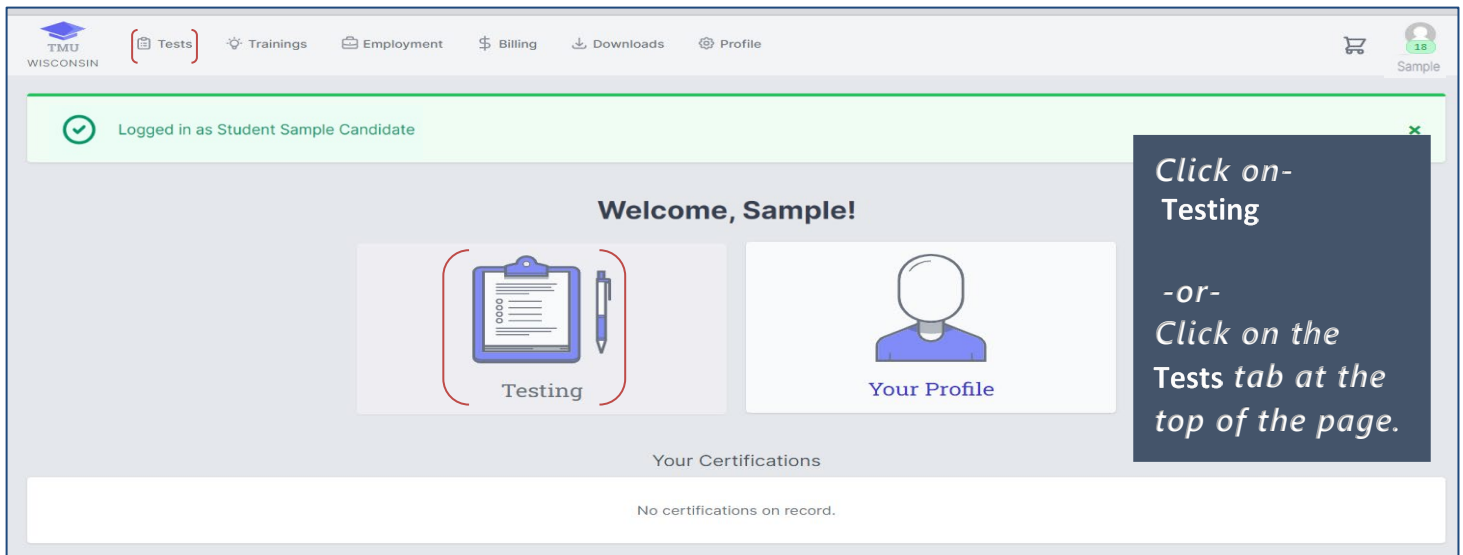 TMU
WISCONSIN
Tests Trainings Employment $ Billing Downloads Profile
18
Sample
Logged in as Student Sample Candidate ×
Welcome, Sample!
Testing
Your Profile
Your Certifications
No certifications on record.
Click on-
Testing
-or-
Click on the
Tests tab at the
top of the page.